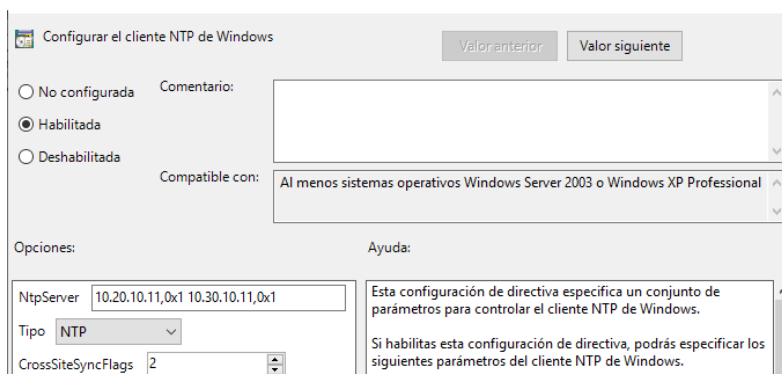 Configurar el cliente NTP de Windows
Valor anterior
Valor siguiente
No configurada
Comentario:
Habilitada
Deshabilitada
Compatible con:
Al menos sistemas operativos Windows Server 2003 o Windows XP Professional
Opciones:
Ayuda:
NtpServer 10.20.10.11,0x1 10.30.10.11,0x1
Tipo NTP
CrossSiteSyncFlags 2
Esta configuración de directiva especifica un conjunto de
parámetros para controlar el cliente NTP de Windows.
Si habilitas esta configuración de directiva, podrás especificar los
siguientes parámetros del cliente NTP de Windows.